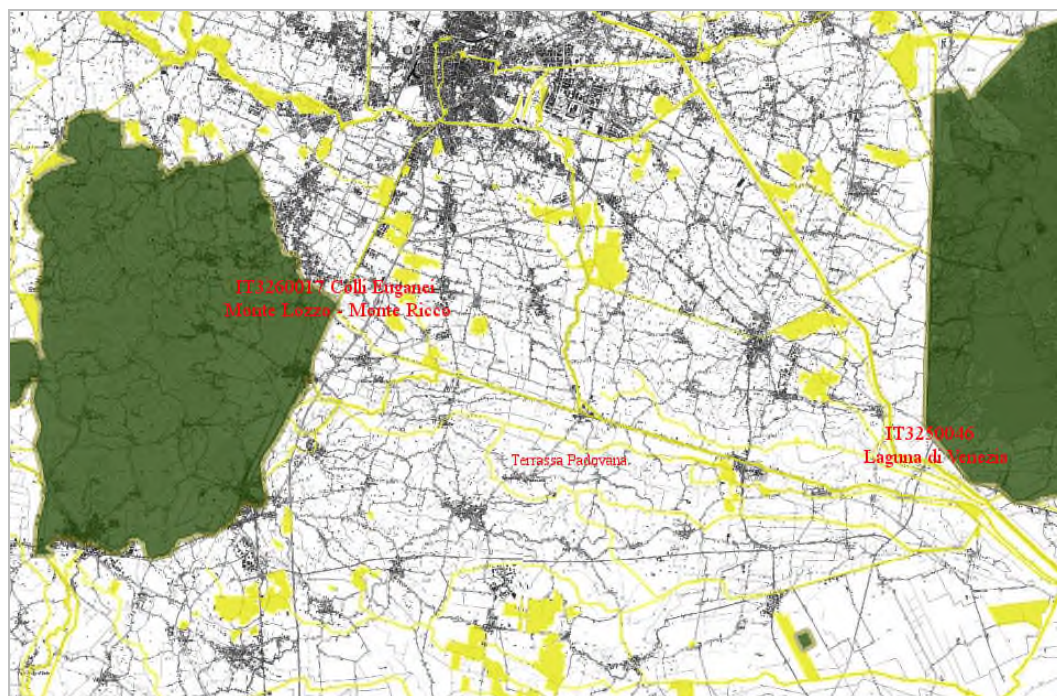 IT3260017 Colli Euganei
Monte Lozzo - Monte Ricco
IT3250046
Laguna di Venezia
Terrassa Padovana